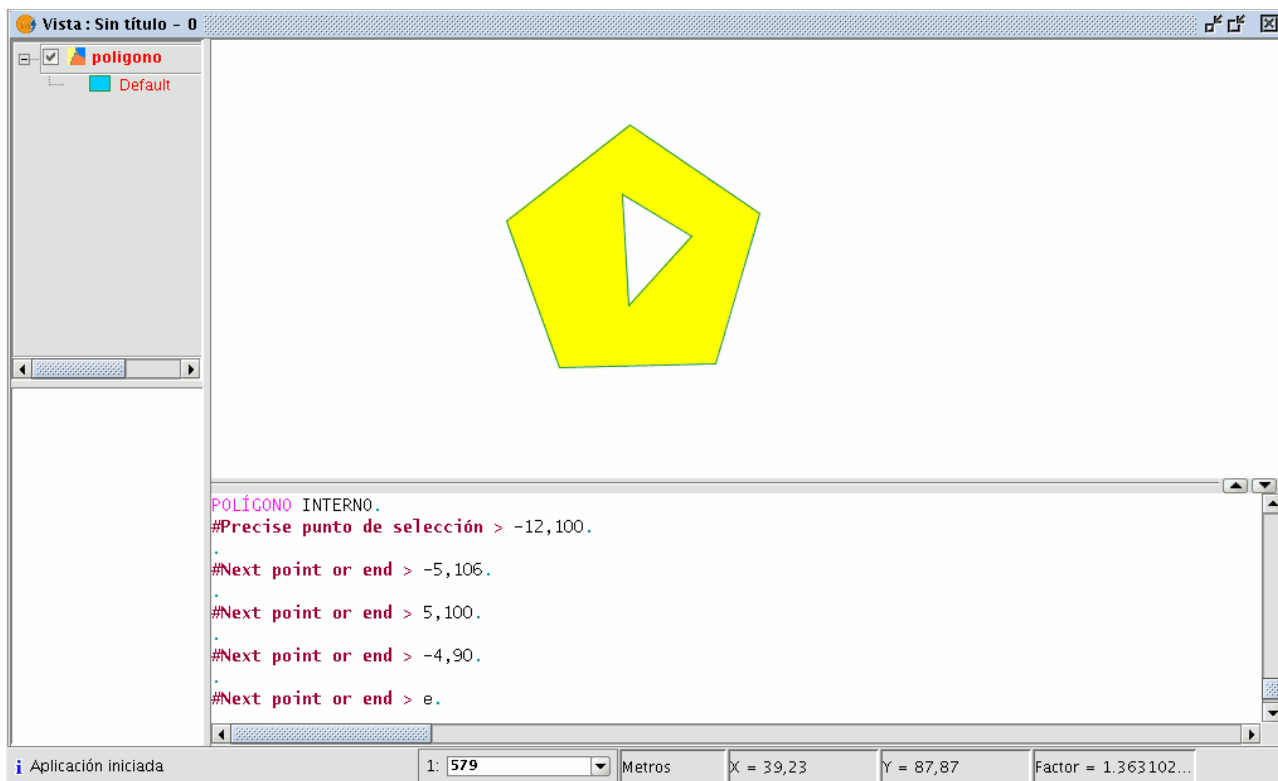 Vista : Sin título - 0
poligono
Default
POLÍGONO INTERNO.
#Precise punto de selección > -12,100.
.
#Next point or end > -5,106.
.
#Next point or end > 5,100.
.
#Next point or end > -4,90.
.
#Next point or end > e.
Aplicación iniciada
1: 579
Metros
X = 39,23
Y = 87,87
Factor = 1.363102...